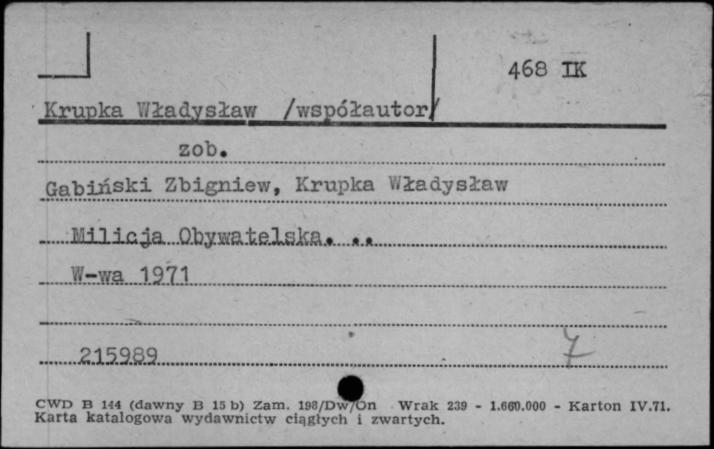 468 IK
Krupka Władysław /współautor/
zob.
Gabiński Zbigniew, Krupka Władysław
Milicja Obywatelska. ..
W-wa 1971
215989 7
CWD B 144 (dawny B 15 b) Zam. 198/Dw/On Wrak 239 - 1.660.000 - Karton IV.71.
Karta katalogowa wydawnictw ciągłych i zwartych.